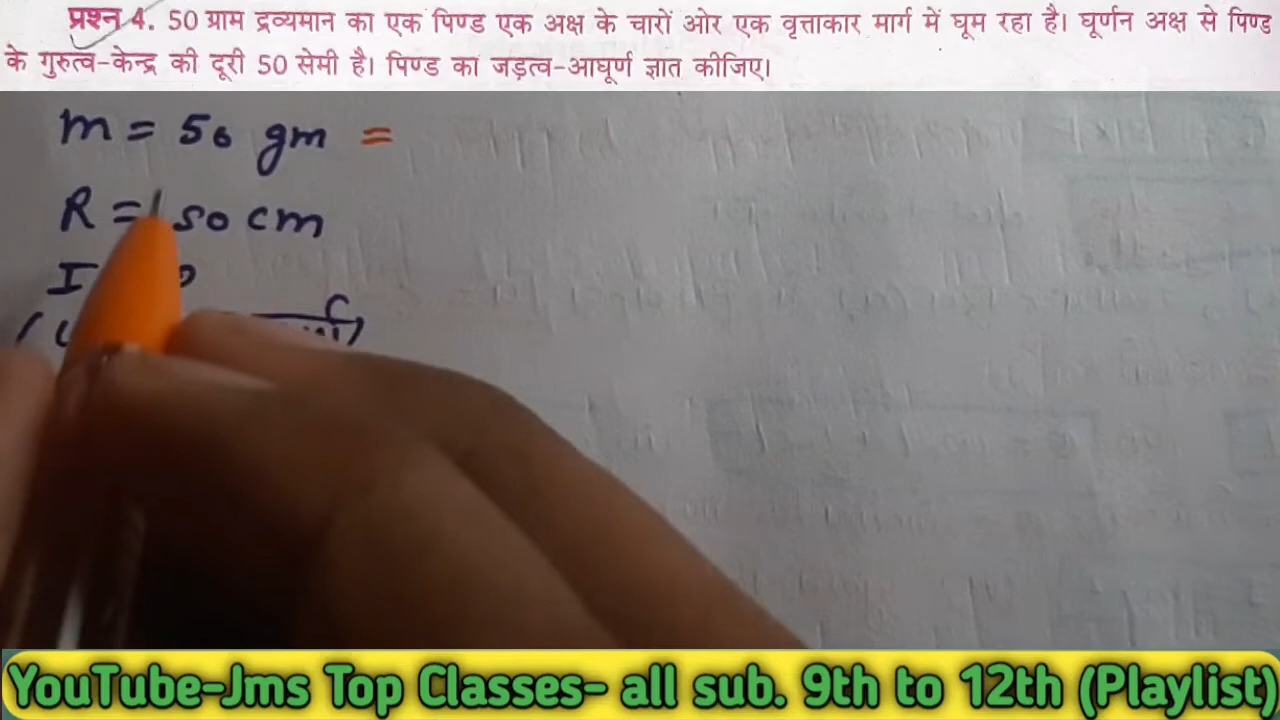 प्रश्न 4. 50 ग्राम द्रव्यमान का एक पिण्ड एक अक्ष के चारों ओर एक वृत्ताकार मार्ग में घूम रहा है। घूर्णन अक्ष से पिण्ड
के गुरुत्व-केन्द्र की दूरी 50 सेमी है। पिण्ड का जड़त्व-आघूर्ण ज्ञात कीजिए।
m = 50 gm =
R = 50 cm
I
YouTube-Jms Top Classes- all sub. 9th to 12th (Playlist)